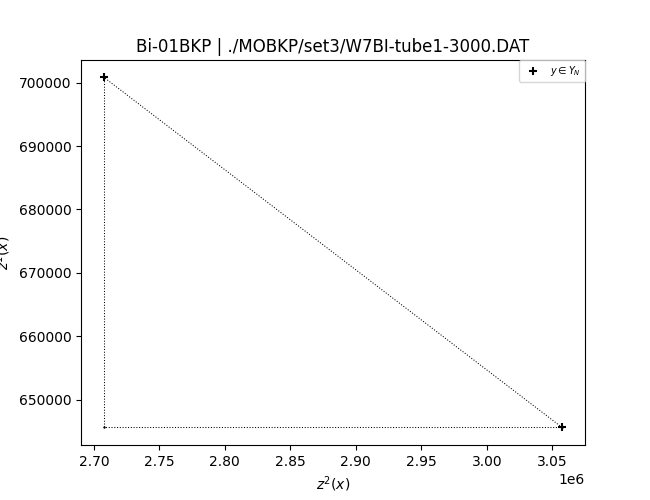 Bi-01BKP | ./MOBKP/set3/W7BI-tube1-3000.DAT
y ∈ Y_N
700000
690000
680000
670000
660000
650000
2.70 2.75 2.80 2.85 2.90 2.95 3.00 3.05
1e6
z²(x)